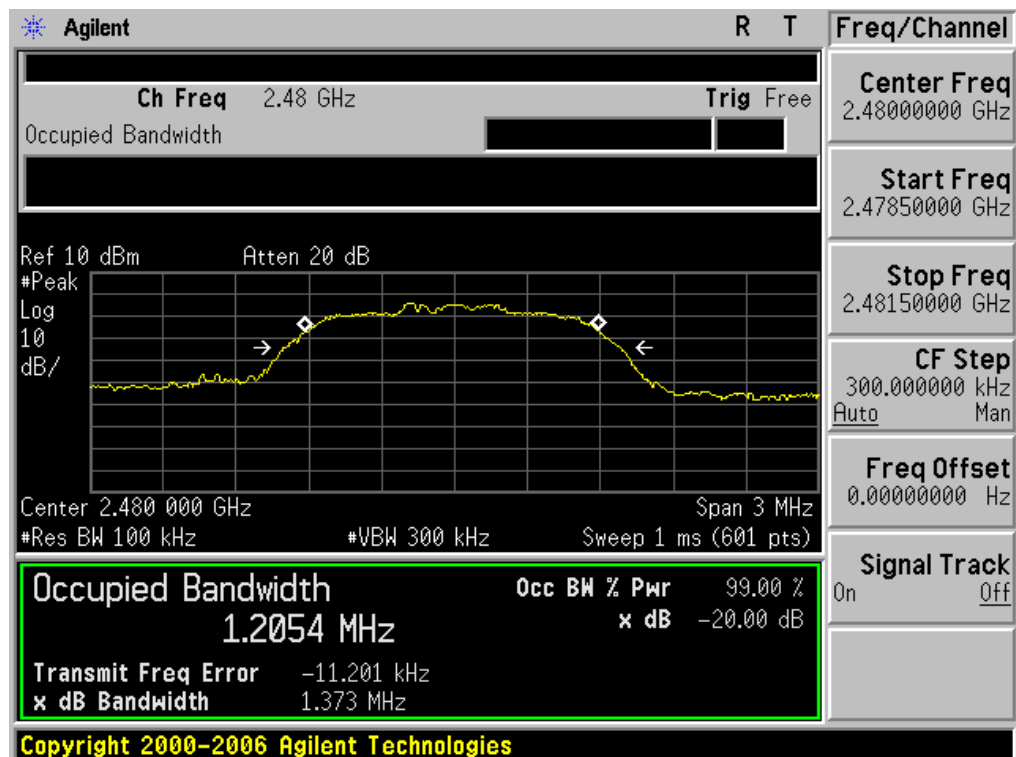 Agilent R T Freq/Channel
Ch Freq 2.48 GHz Trig Free
Occupied Bandwidth
Center Freq
2.48000000 GHz
Start Freq
2.47850000 GHz
Stop Freq
2.48150000 GHz
CF Step
300.000000 kHz
Auto Man
Freq Offset
0.00000000 Hz
Signal Track
On Off
Ref 10 dBm Atten 20 dB
#Peak
Log
10
dB/
Center 2.480 000 GHz Span 3 MHz
#Res BW 100 kHz #VBW 300 kHz Sweep 1 ms (601 pts)
Occupied Bandwidth Occ BW % Pwr 99.00 %
1.2054 MHz x dB -20.00 dB
Transmit Freq Error -11.201 kHz
x dB Bandwidth 1.373 MHz
Copyright 2000-2006 Agilent Technologies